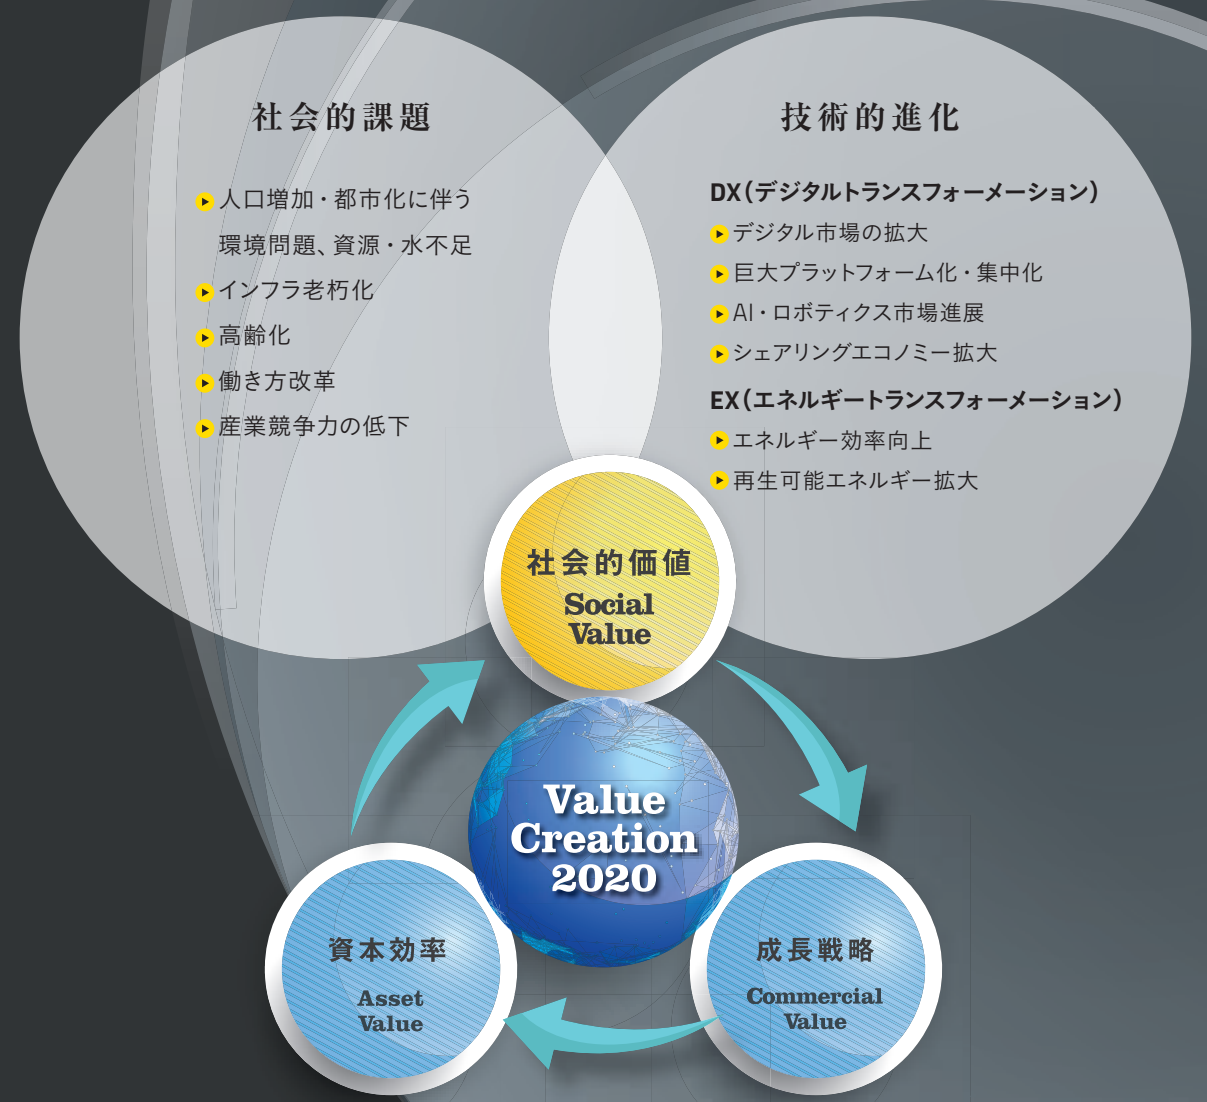 社会的課題
人口増加・都市化に伴う
環境問題、資源・水不足
インフラ老朽化
高齢化
働き方改革
産業競争力の低下
技術的進化
DX（デジタルトランスフォーメーション）
デジタル市場の拡大
巨大プラットフォーム化・集中化
AI・ロボティクス市場進展
シェアリングエコノミー拡大
EX（エネルギートランスフォーメーション）
エネルギー効率向上
再生可能エネルギー拡大
社会的価値
Social
Value
Value
Creation
2020
資本効率
Asset
Value
成長戦略
Commercial
Value